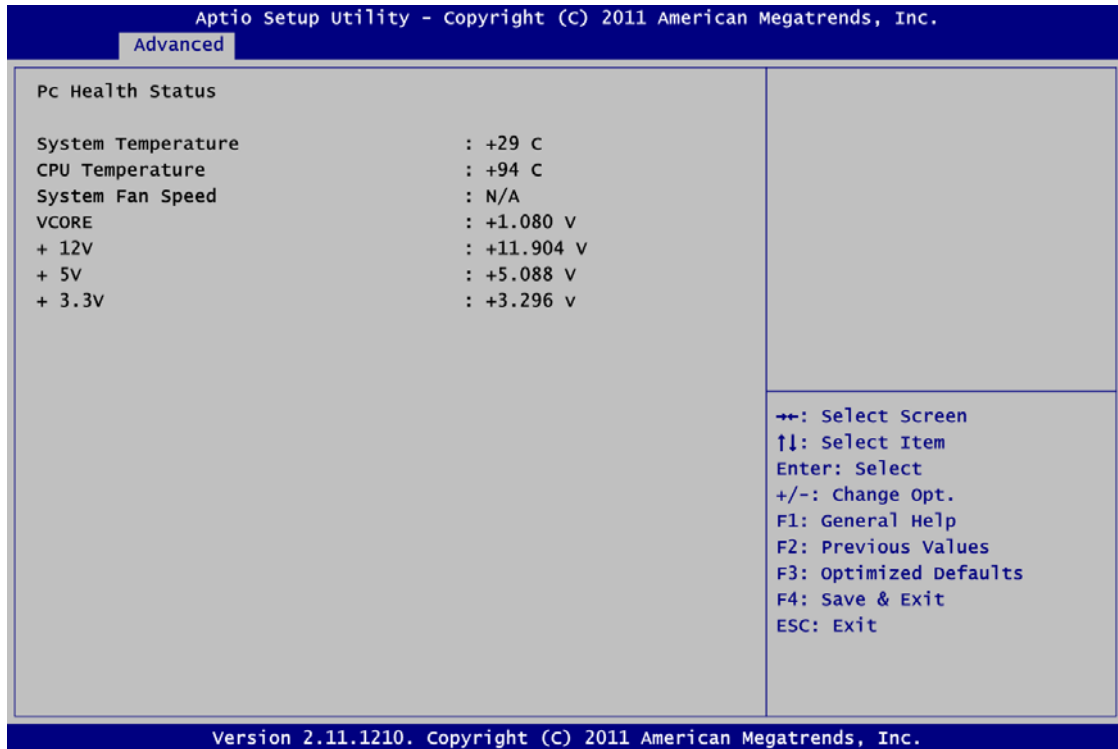 Aptio Setup Utility - Copyright (C) 2011 American Megatrends, Inc.
Advanced
Pc Health Status
System Temperature : +29 C
CPU Temperature : +94 C
System Fan Speed : N/A
VCORE : +1.080 V
+ 12V : +11.904 V
+ 5V : +5.088 V
+ 3.3V : +3.296 v
→←: Select Screen
↑↓: Select Item
Enter: Select
+/-: Change Opt.
F1: General Help
F2: Previous Values
F3: Optimized Defaults
F4: Save & Exit
ESC: Exit
Version 2.11.1210. Copyright (C) 2011 American Megatrends, Inc.